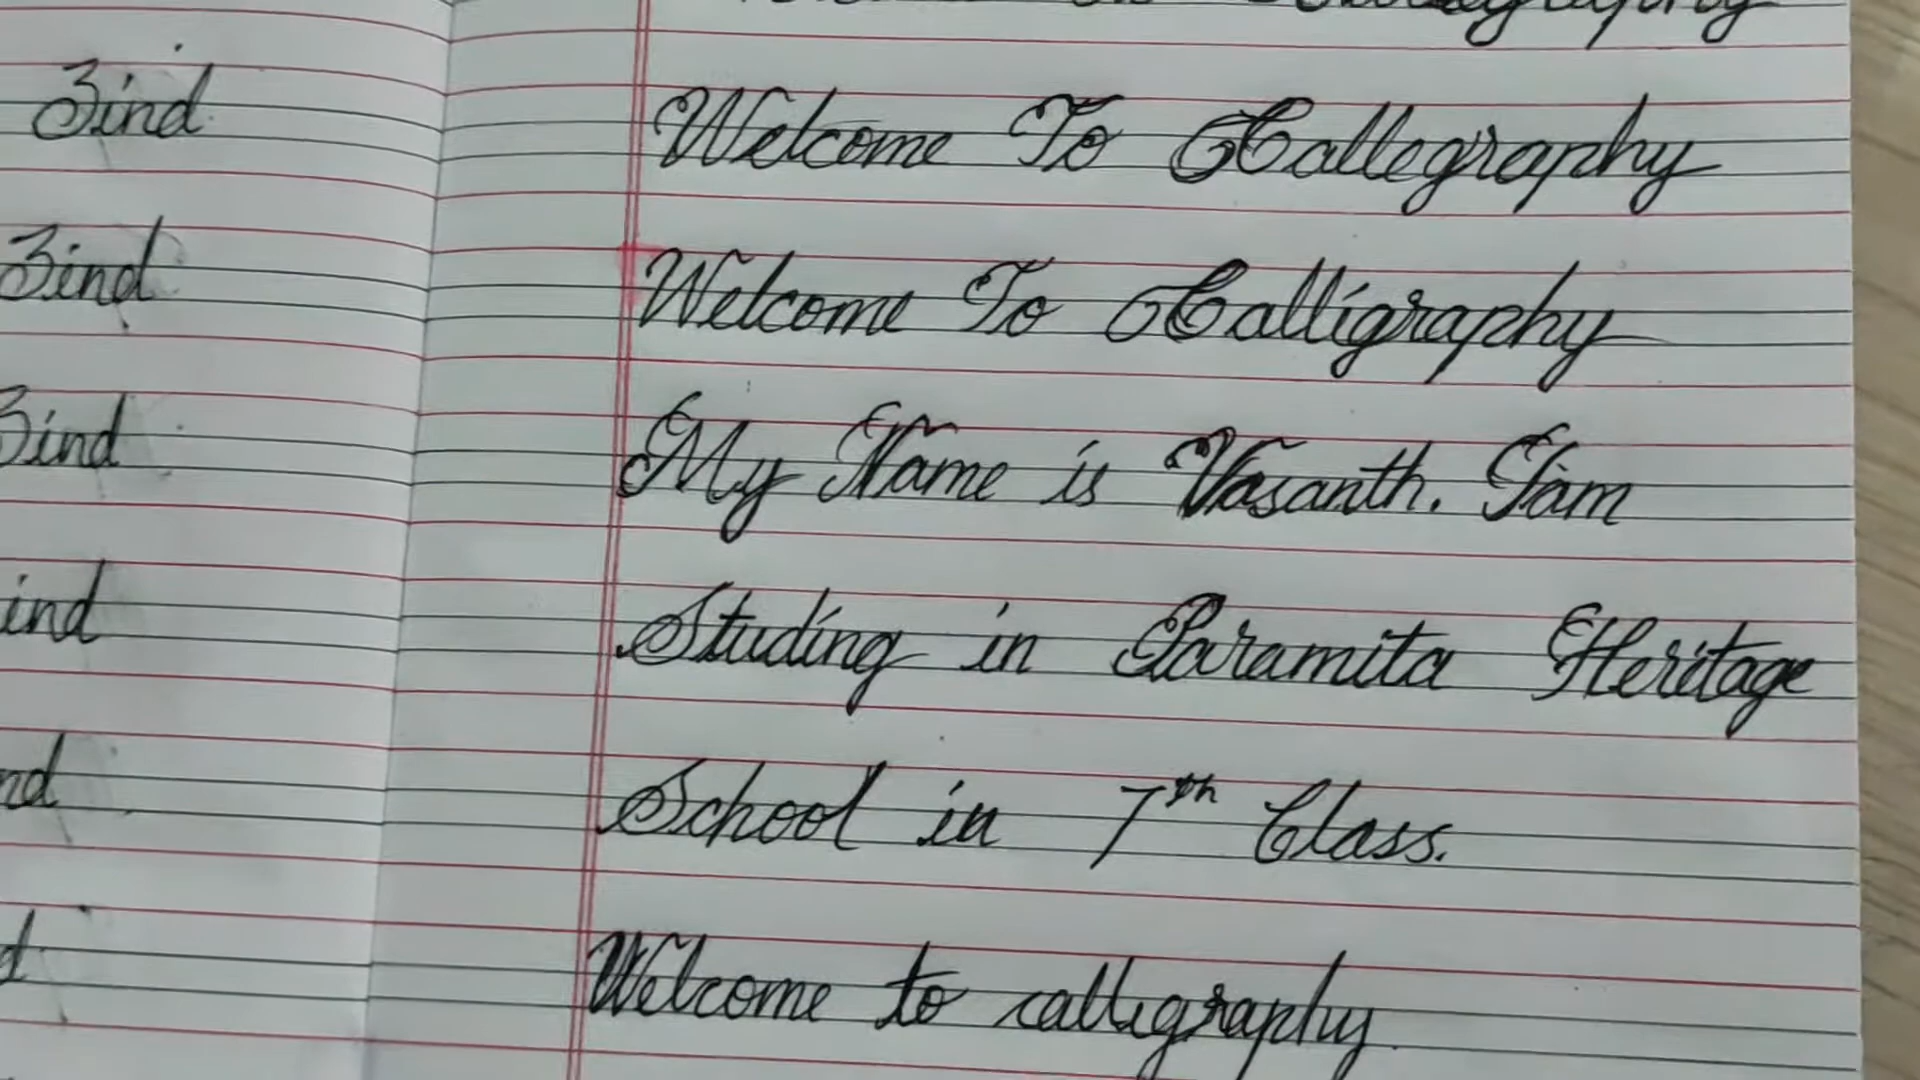 Zind
Zind
Zind
ind
nd
d
Welcome To Callegraphy
Welcome To Calligraphy
My Name is Vasanth. I am
Studing in Paramita Heritage
School in 7th Class.
Welcome to calligraphy.